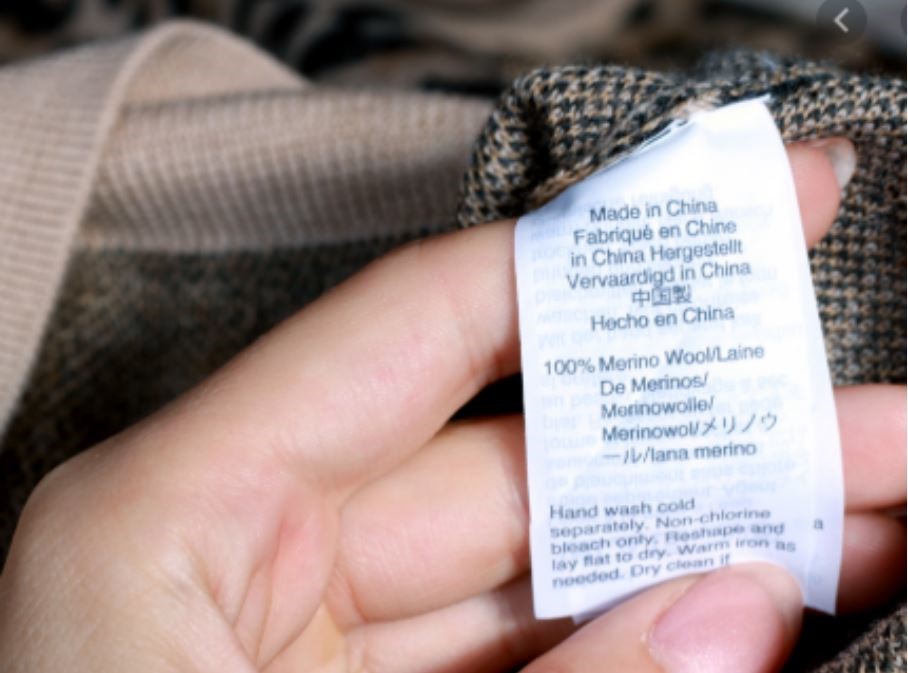 Made in China
Fabriqué en Chine
in China Hergestellt
Vervaardigd in China
中国製
Hecho en China
100% Merino Wool/Laine
De Merinos/
Merinowolle/
Merinowol/メリノウ
ール/lana merino
Hand wash cold
separately. Non-chlorine
bleach only. Reshape and
lay flat to dry. Warm iron as
needed. Dry clean if